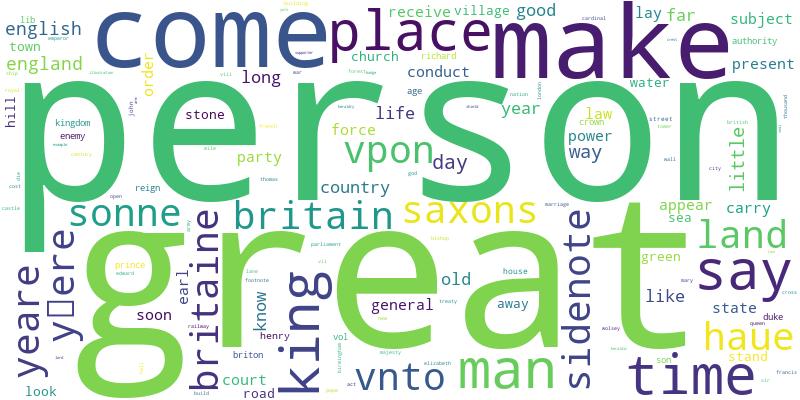 english
come
place
make
receive
village
good
lay
far
subject
lib
town
england
order
hill
long
church
richard
conduct
authority
present
person
kingdom
enemy
stone
life
age
year
water
law
crown
power
way
little
force
party
vpon
day
country
street
sonne
britain
saxons
appear
carry
sea
land
reign
thomas
god
great
yeare
britaine
king
sidenote
say
prince
edward
earl
know
general
old
house
away
like
green
state
duke
soon
henry
vol
man
haue
stand
look
briton
court
road
vnto
time
son
railway
footnote
parliament
bishop
treaty
marriage
elizabeth
majesty
birmingham
act
build
queen
mary
wolsey
francis
castle
cost
open
city
wall
nation
british
london
tower
thousand
cardinal
john